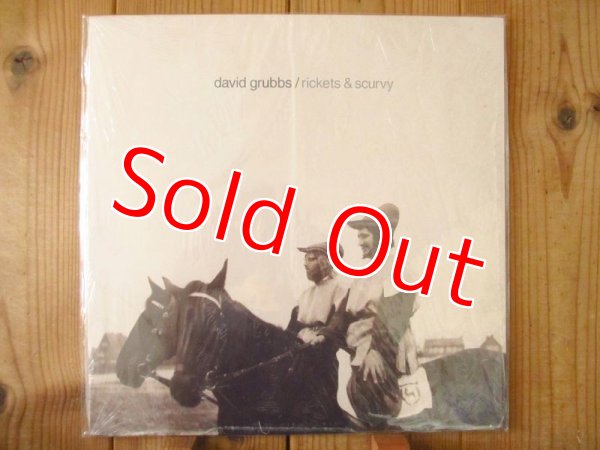 david grubbs / rickets & scurvy
Sold Out